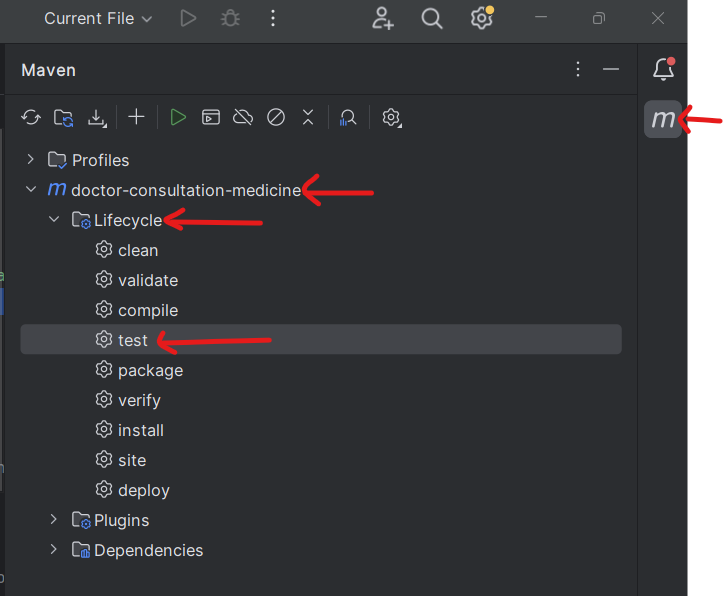 Current File
Maven
m
Profiles
m doctor-consultation-medicine
Lifecycle
clean
validate
compile
test
package
verify
install
site
deploy
Plugins
Dependencies